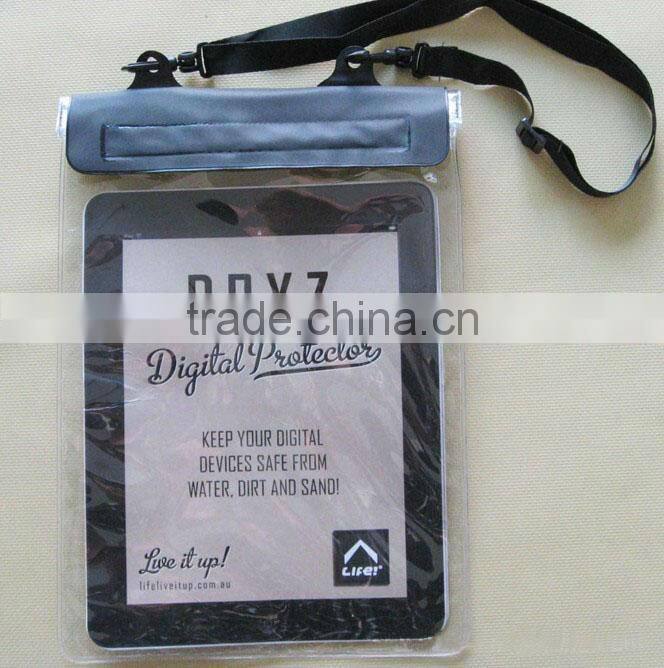 trade.china.cn
Digital Protector
KEEP YOUR DIGITAL
DEVICES SAFE FROM
WATER, DIRT AND SAND!
Live it up!
lifeliveitup.com.au
LIFE!